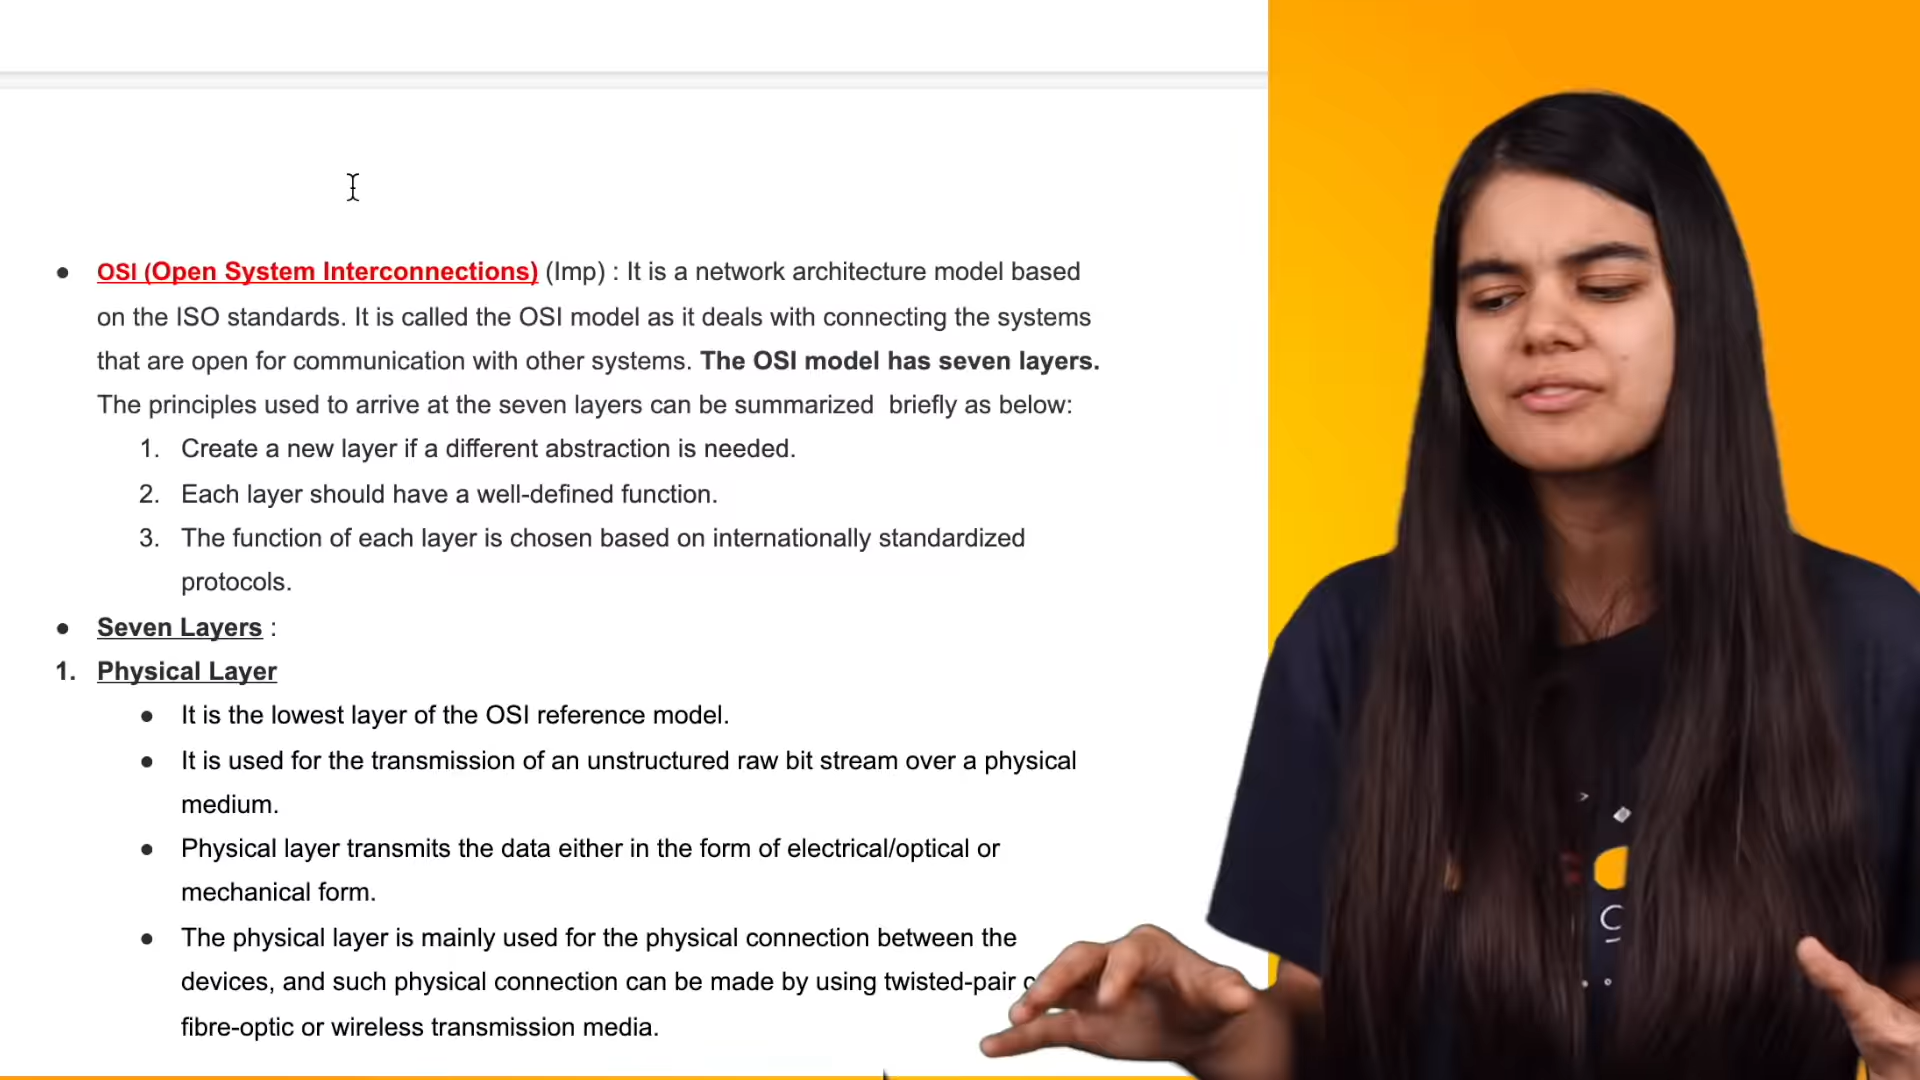 ● OSI (Open System Interconnections) (Imp) : It is a network architecture model based
on the ISO standards. It is called the OSI model as it deals with connecting the systems
that are open for communication with other systems. The OSI model has seven layers.
The principles used to arrive at the seven layers can be summarized briefly as below:
1. Create a new layer if a different abstraction is needed.
2. Each layer should have a well-defined function.
3. The function of each layer is chosen based on internationally standardized
protocols.
● Seven Layers :
1. Physical Layer
● It is the lowest layer of the OSI reference model.
● It is used for the transmission of an unstructured raw bit stream over a physical
medium.
● Physical layer transmits the data either in the form of electrical/optical or
mechanical form.
● The physical layer is mainly used for the physical connection between the
devices, and such physical connection can be made by using twisted-pair
fibre-optic or wireless transmission media.